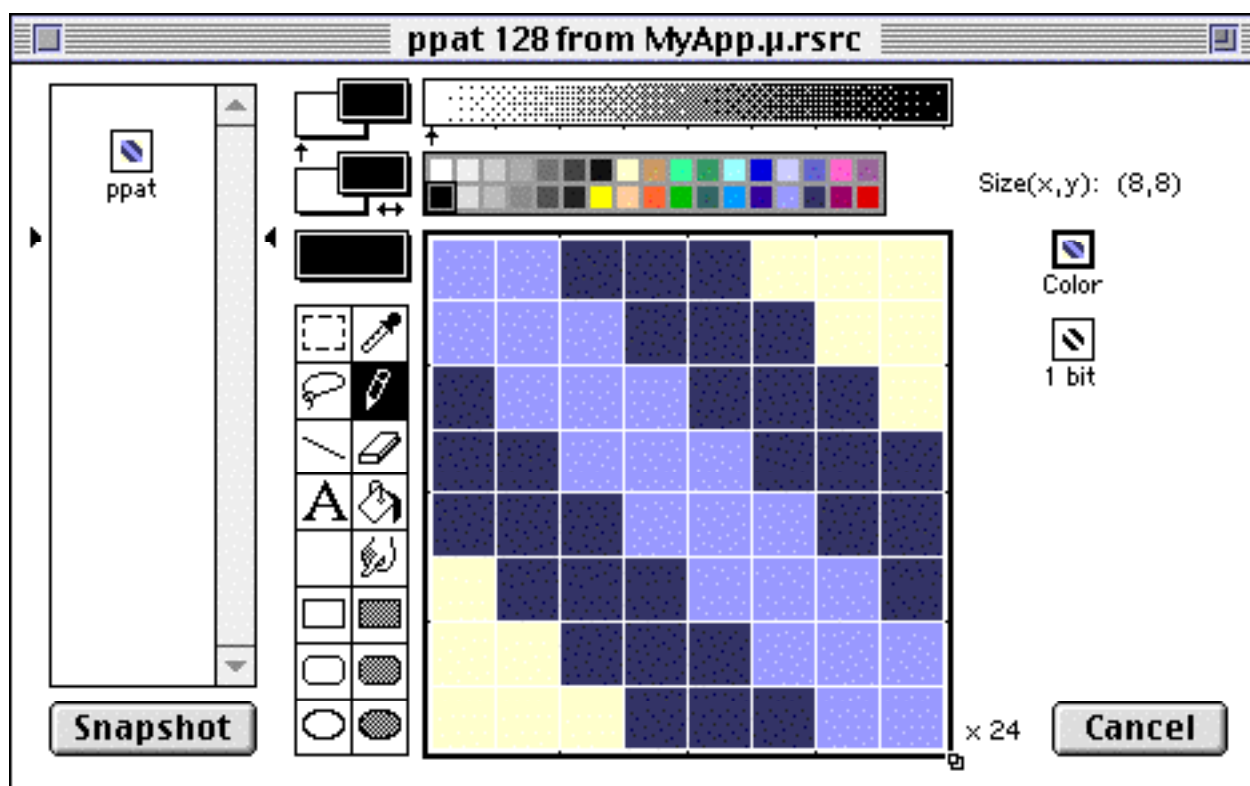 ppat 128 from MyApp.µ.rsrc
ppat
Size(x,y): (8,8)
Color
1 bit
A
Snapshot
x 24
Cancel